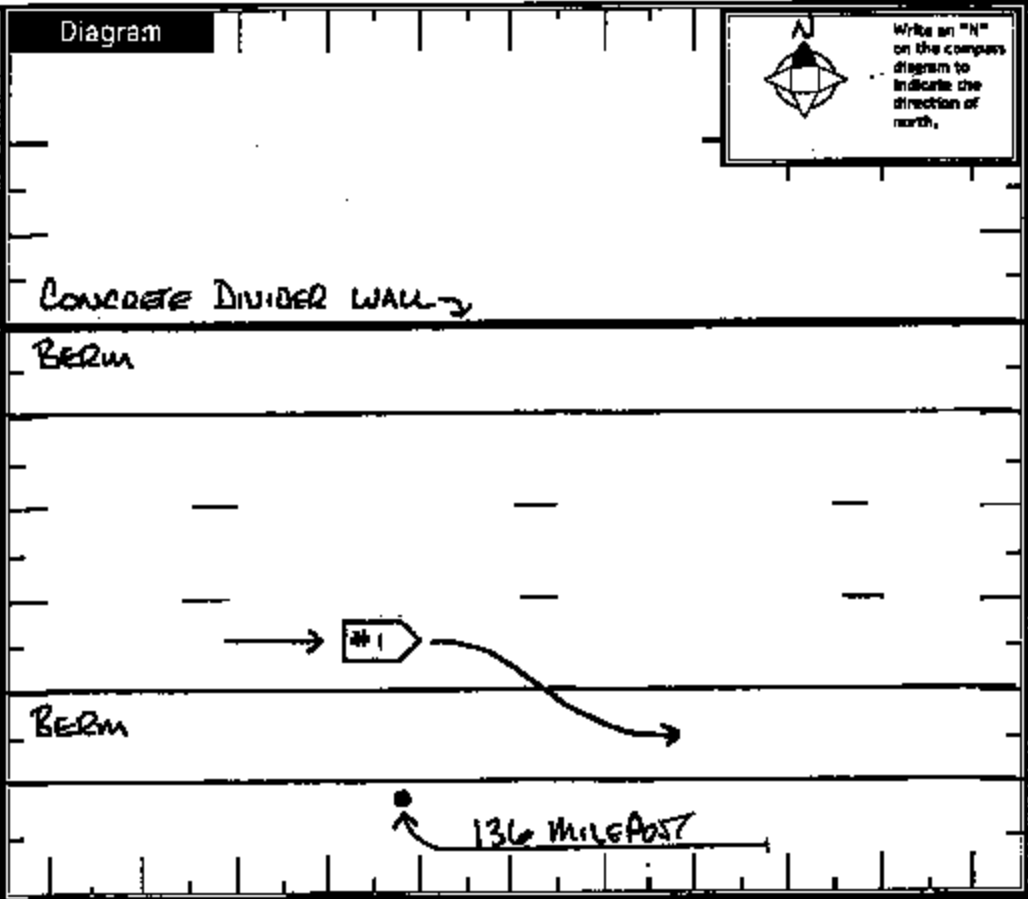 Diagram
N
Write an "N"
on the compass
diagram to
indicate the
direction of
north.
CONCRETE DIVIDER WALL
BERM
#1
BERM
136 MILEPOST